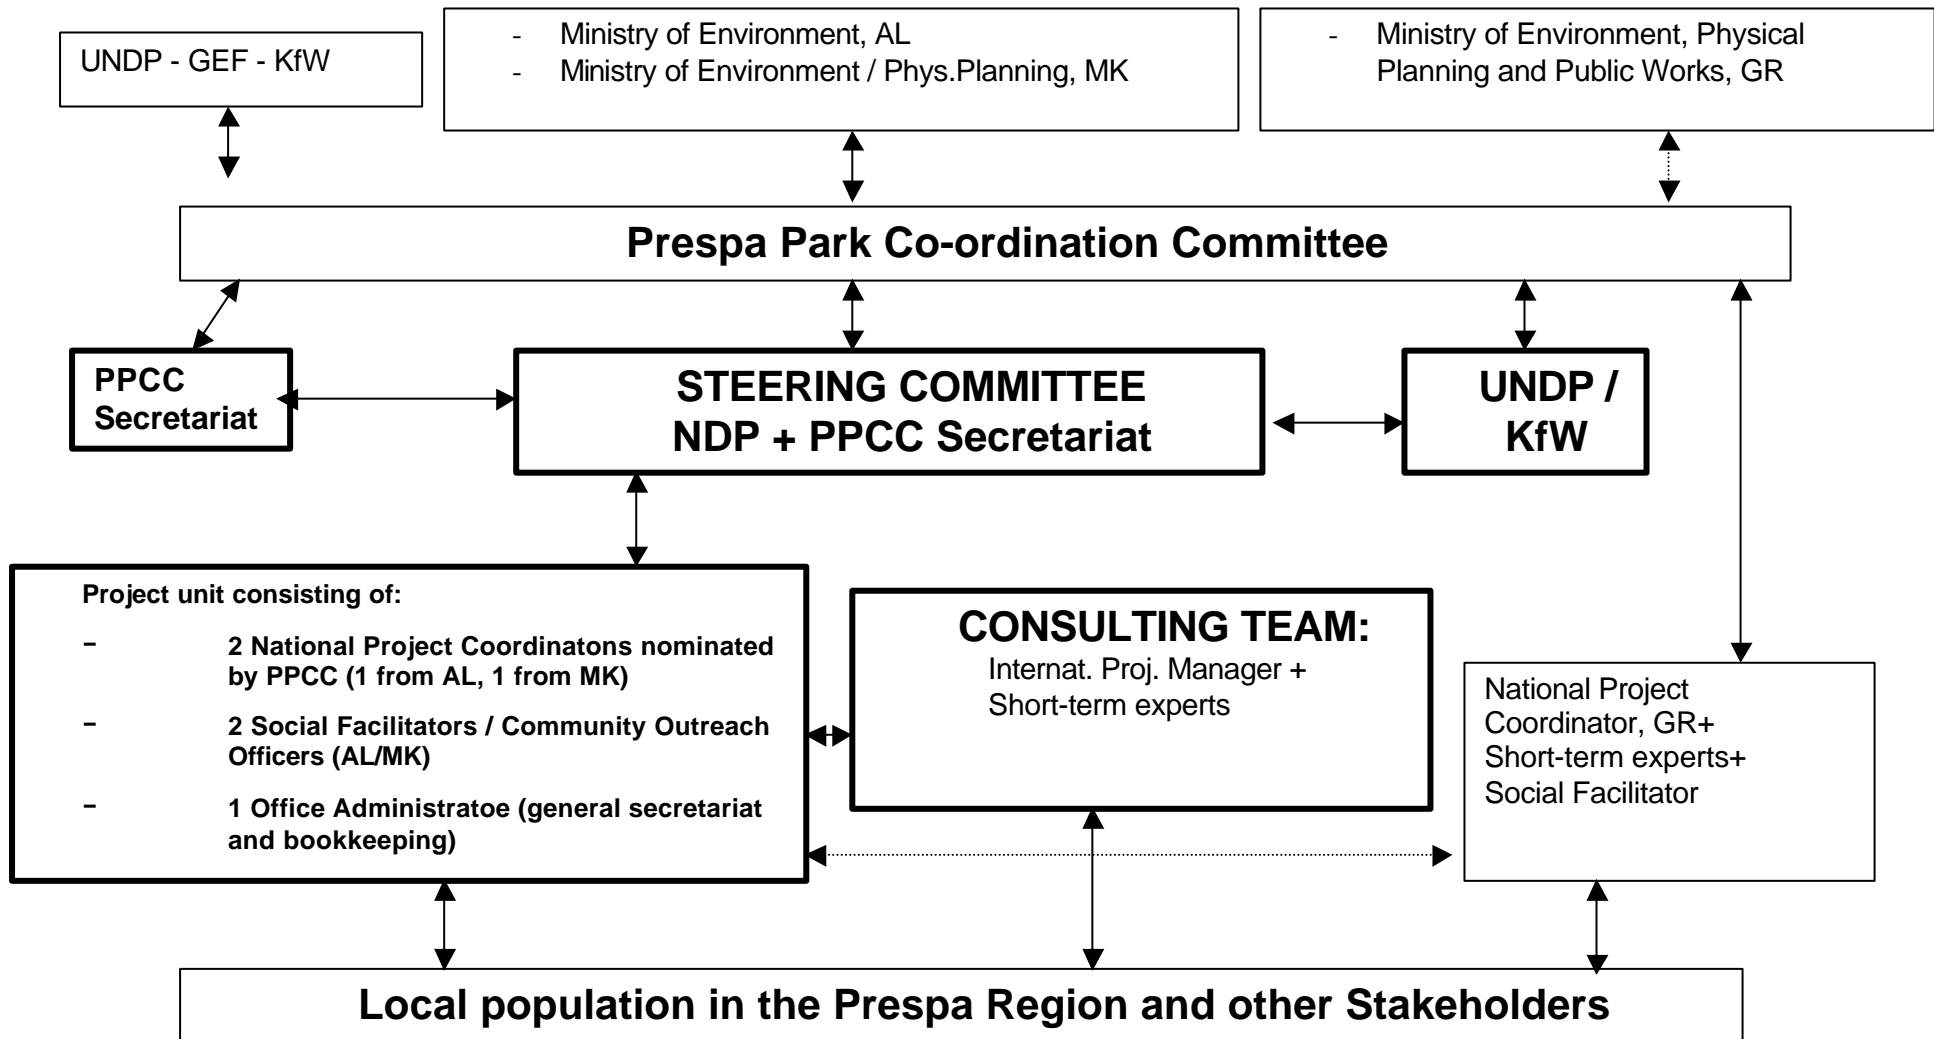 UNDP - GEF - KfW
- Ministry of Environment, AL
- Ministry of Environment / Phys.Planning, MK
- Ministry of Environment, Physical
Planning and Public Works, GR
Prespa Park Co-ordination Committee
PPCC
Secretariat
STEERING COMMITTEE
NDP + PPCC Secretariat
UNDP /
KfW
Project unit consisting of:
− 2 National Project Coordinatons nominated
by PPCC (1 from AL, 1 from MK)
− 2 Social Facilitators / Community Outreach
Officers (AL/MK)
− 1 Office Administratoe (general secretariat
and bookkeeping)
CONSULTING TEAM:
Internat. Proj. Manager +
Short-term experts
National Project
Coordinator, GR+
Short-term experts+
Social Facilitator
Local population in the Prespa Region and other Stakeholders